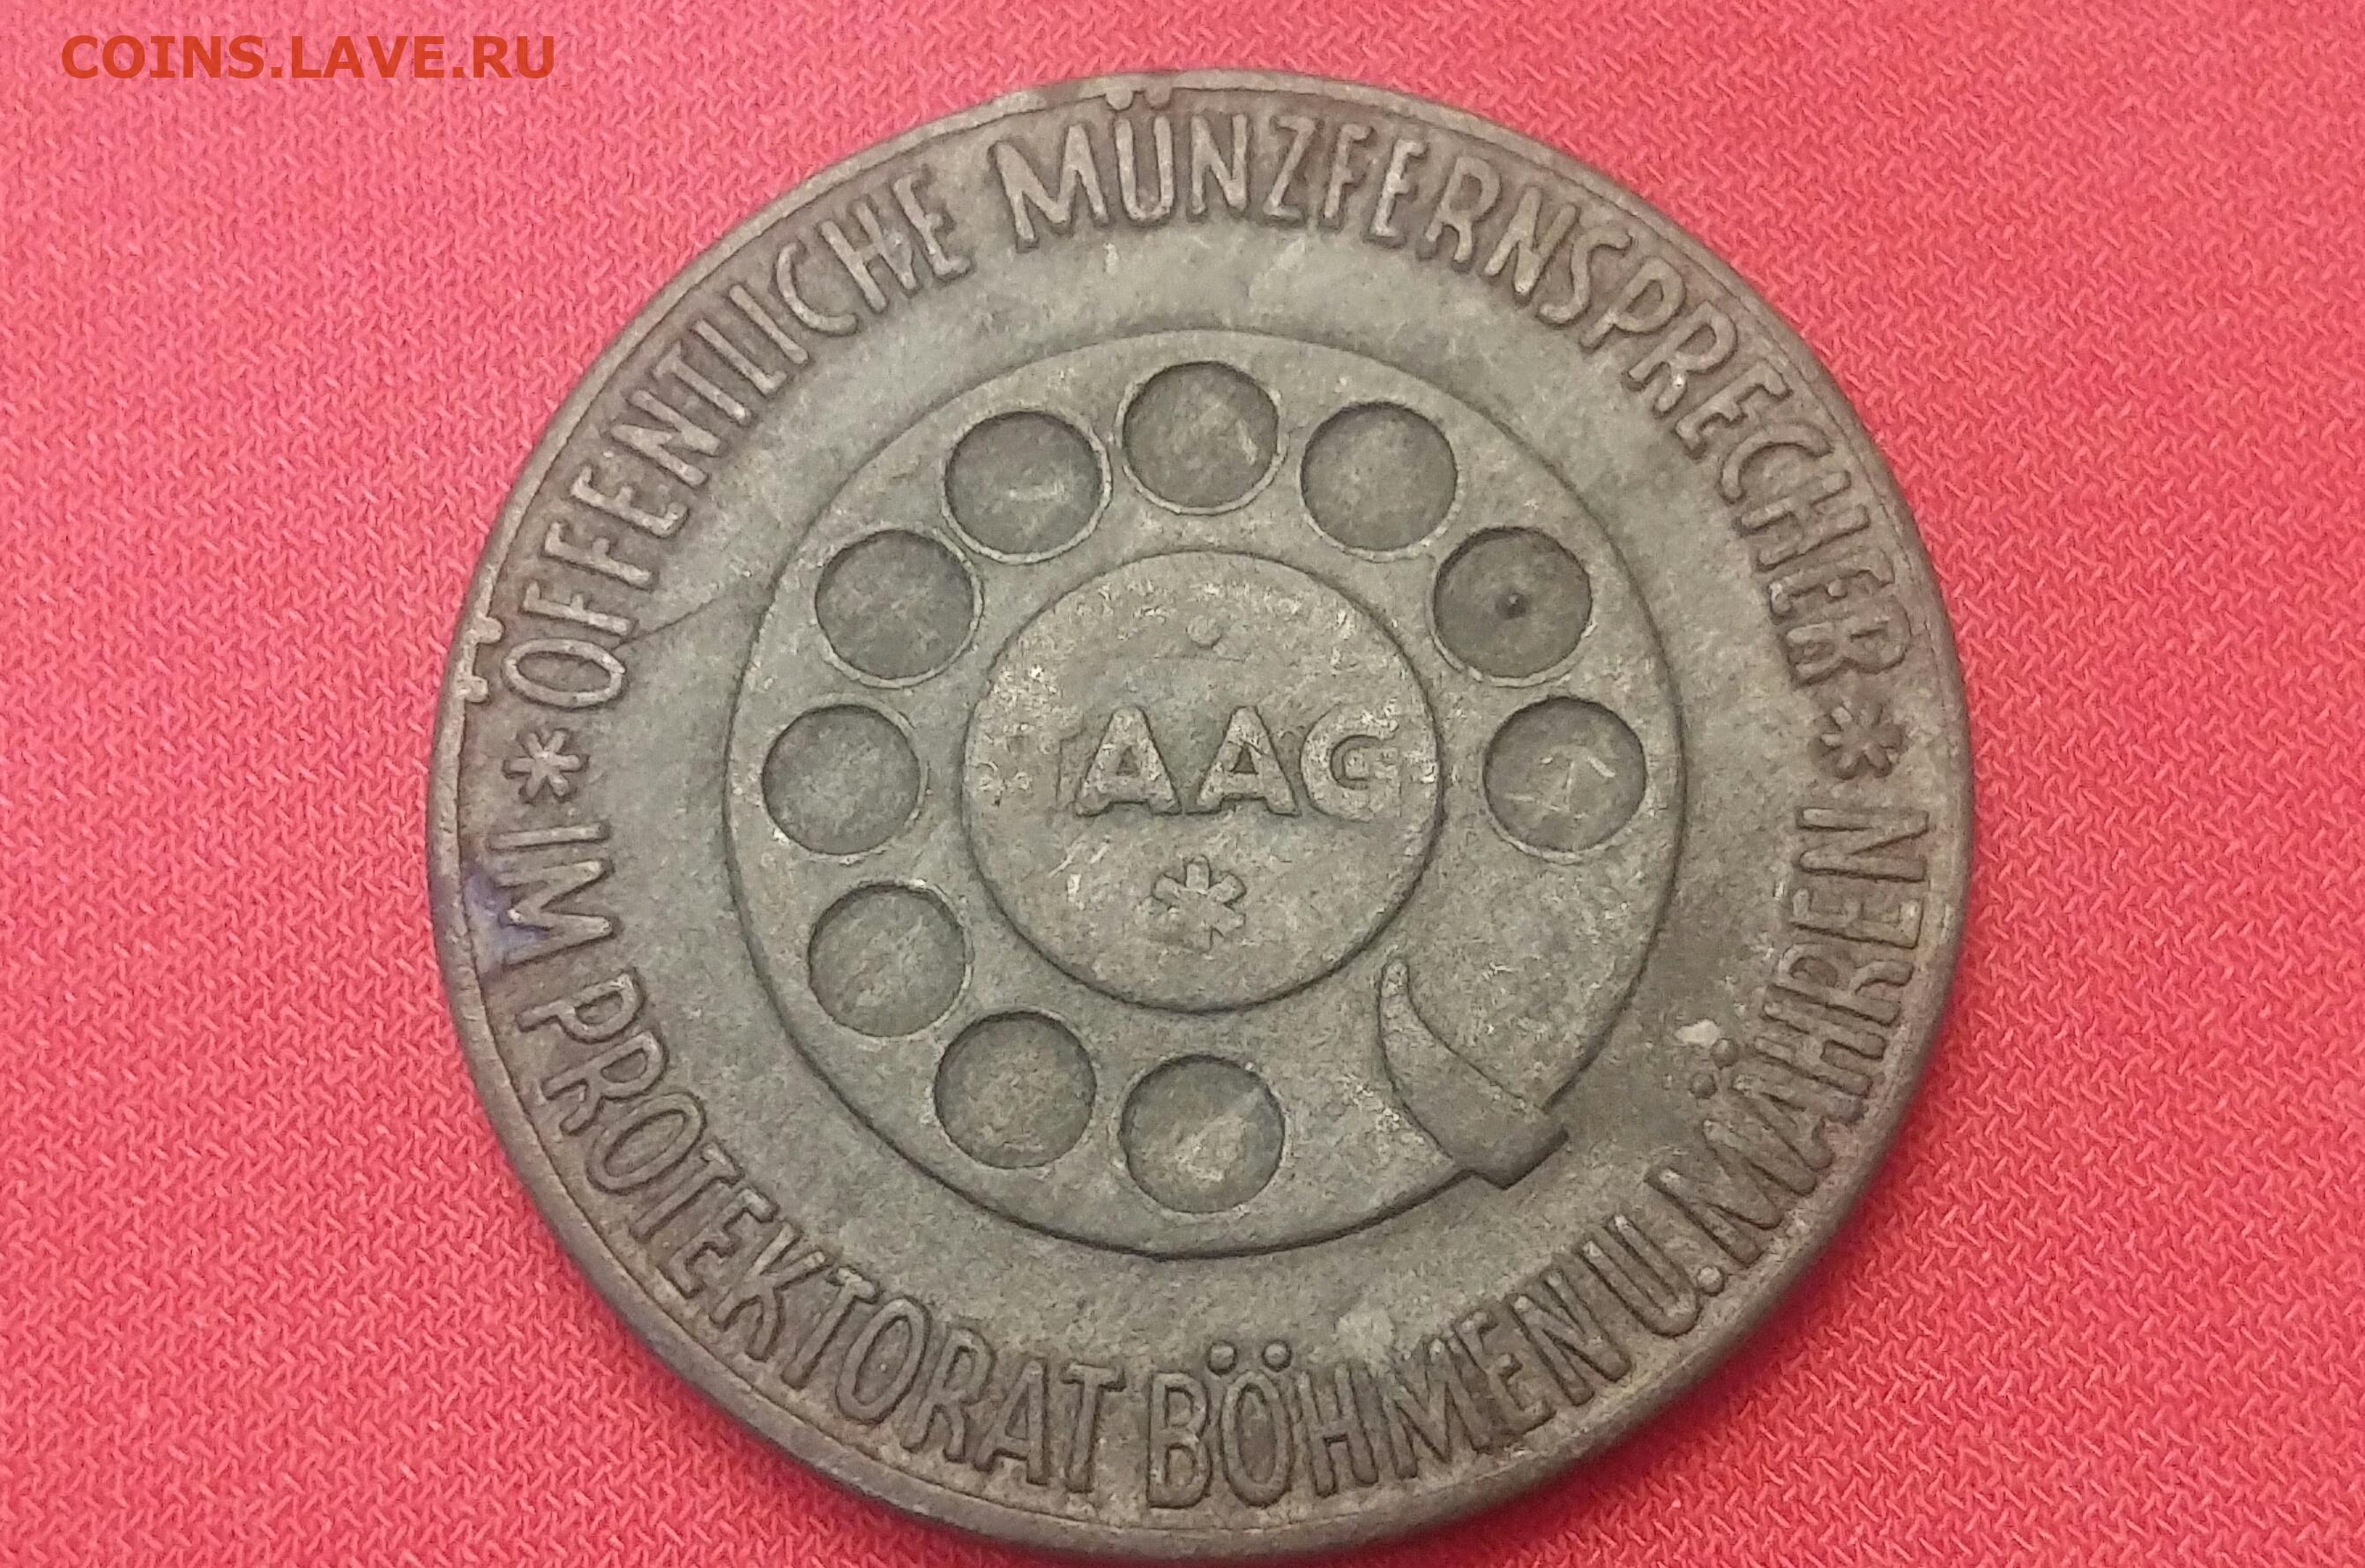 COINS.LAVE.RU
* ÖFFENTLICHE MÜNZFERNSPRECHER *
IM PROTEKTORAT BÖHMEN U. MÄHREN
AAG
*